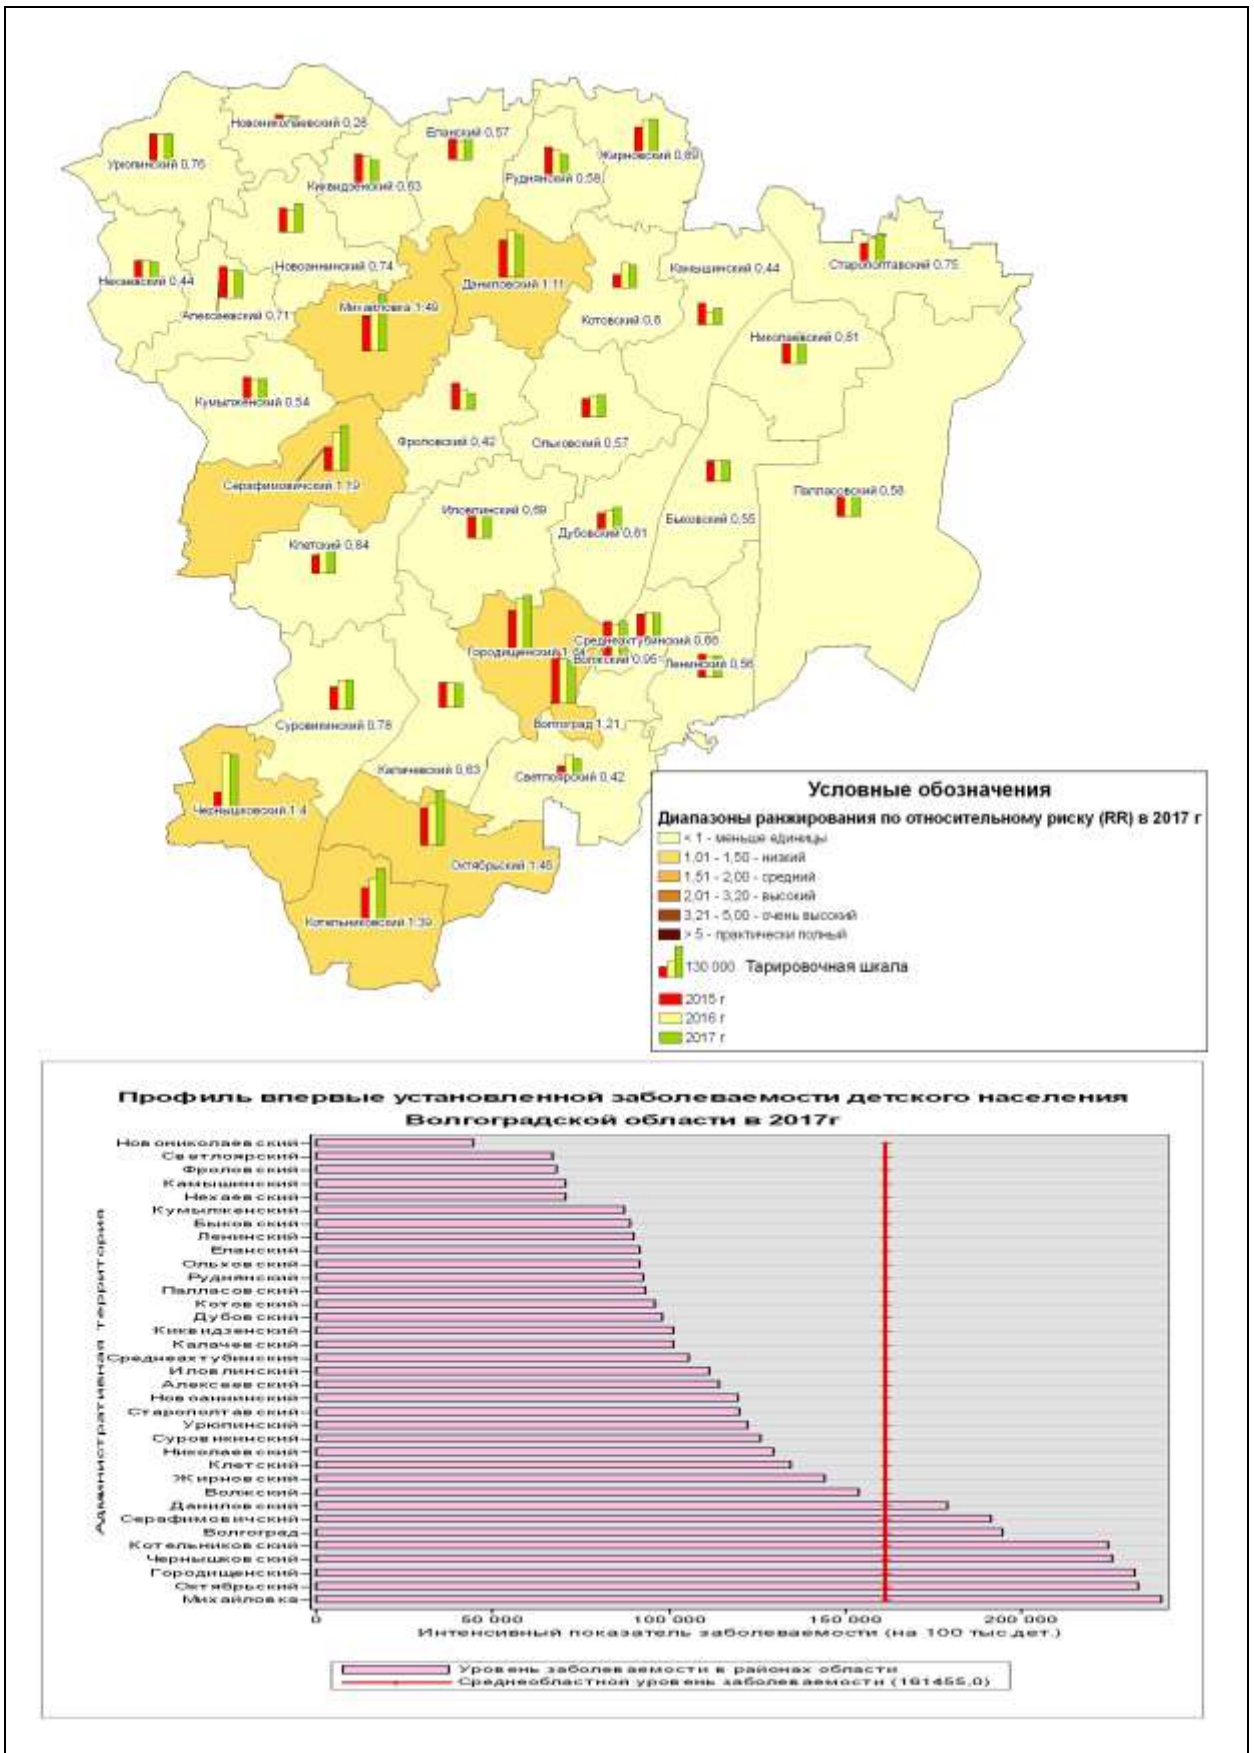 Новониколаевский 0,28
Еланский 0,57
Урюпинский 0,76
Жирновский 0,89
Руднянский 0,58
Киквидзенский 0,63
Новоаннинский 0,74
Камышинский 0,44
Старополтавский 0,75
Нехаевский 0,44
Даниловский 1,11
Алексеевский 0,71
Михайловка 1,49
Котовский 0,6
Николаевский 0,81
Кумылженский 0,54
Фроловский 0,42
Ольховский 0,57
Серафимовичский 1,19
Палласовский 0,58
Иловлинский 0,69
Быковский 0,55
Дубовский 0,61
Клетский 0,84
Среднеахтубинский 0,66
Городищенский
Волжский 0,95
Ленинский 0,56
Волгоград 1,21
Суровикинский 0,78
Калачевский 0,63
Светлоярский 0,42
Чернышковский 1,4
Октябрьский 1,45
Котельниковский 1,39
Условные обозначения
Диапазоны ранжирования по относительному риску (RR) в 2017 г
< 1 - меньше единицы
1,01 - 1,50 - низкий
1,51 - 2,00 - средний
2,01 - 3,20 - высокий
3,21 - 5,00 - очень высокий
> 5 - практически полный
130 000 Тарировочная шкала
2015 г
2016 г
2017 г
Профиль впервые установленной заболеваемости детского населения
Волгоградской области в 2017г
Административная территория
Новониколаевский
Светлоярский
Фроловский
Камышинский
Нехаевский
Кумылженский
Быковский
Ленинский
Еланский
Ольховский
Руднянский
Палласовский
Котовский
Дубовский
Киквидзенский
Калачевский
Среднеахтубинский
Иловлинский
Алексеевский
Новоаннинский
Старополтавский
Урюпинский
Суровикинский
Николаевский
Клетский
Жирновский
Волжский
Даниловский
Серафимовичский
Волгоград
Котельниковский
Чернышковский
Городищенский
Октябрьский
Михайловка
0 50 000 100 000 150 000 200 000
Интенсивный показатель заболеваемости (на 100 тыс.дет.)
Уровень заболеваемости в районах области
Среднеобластной уровень заболеваемости (161455,0)